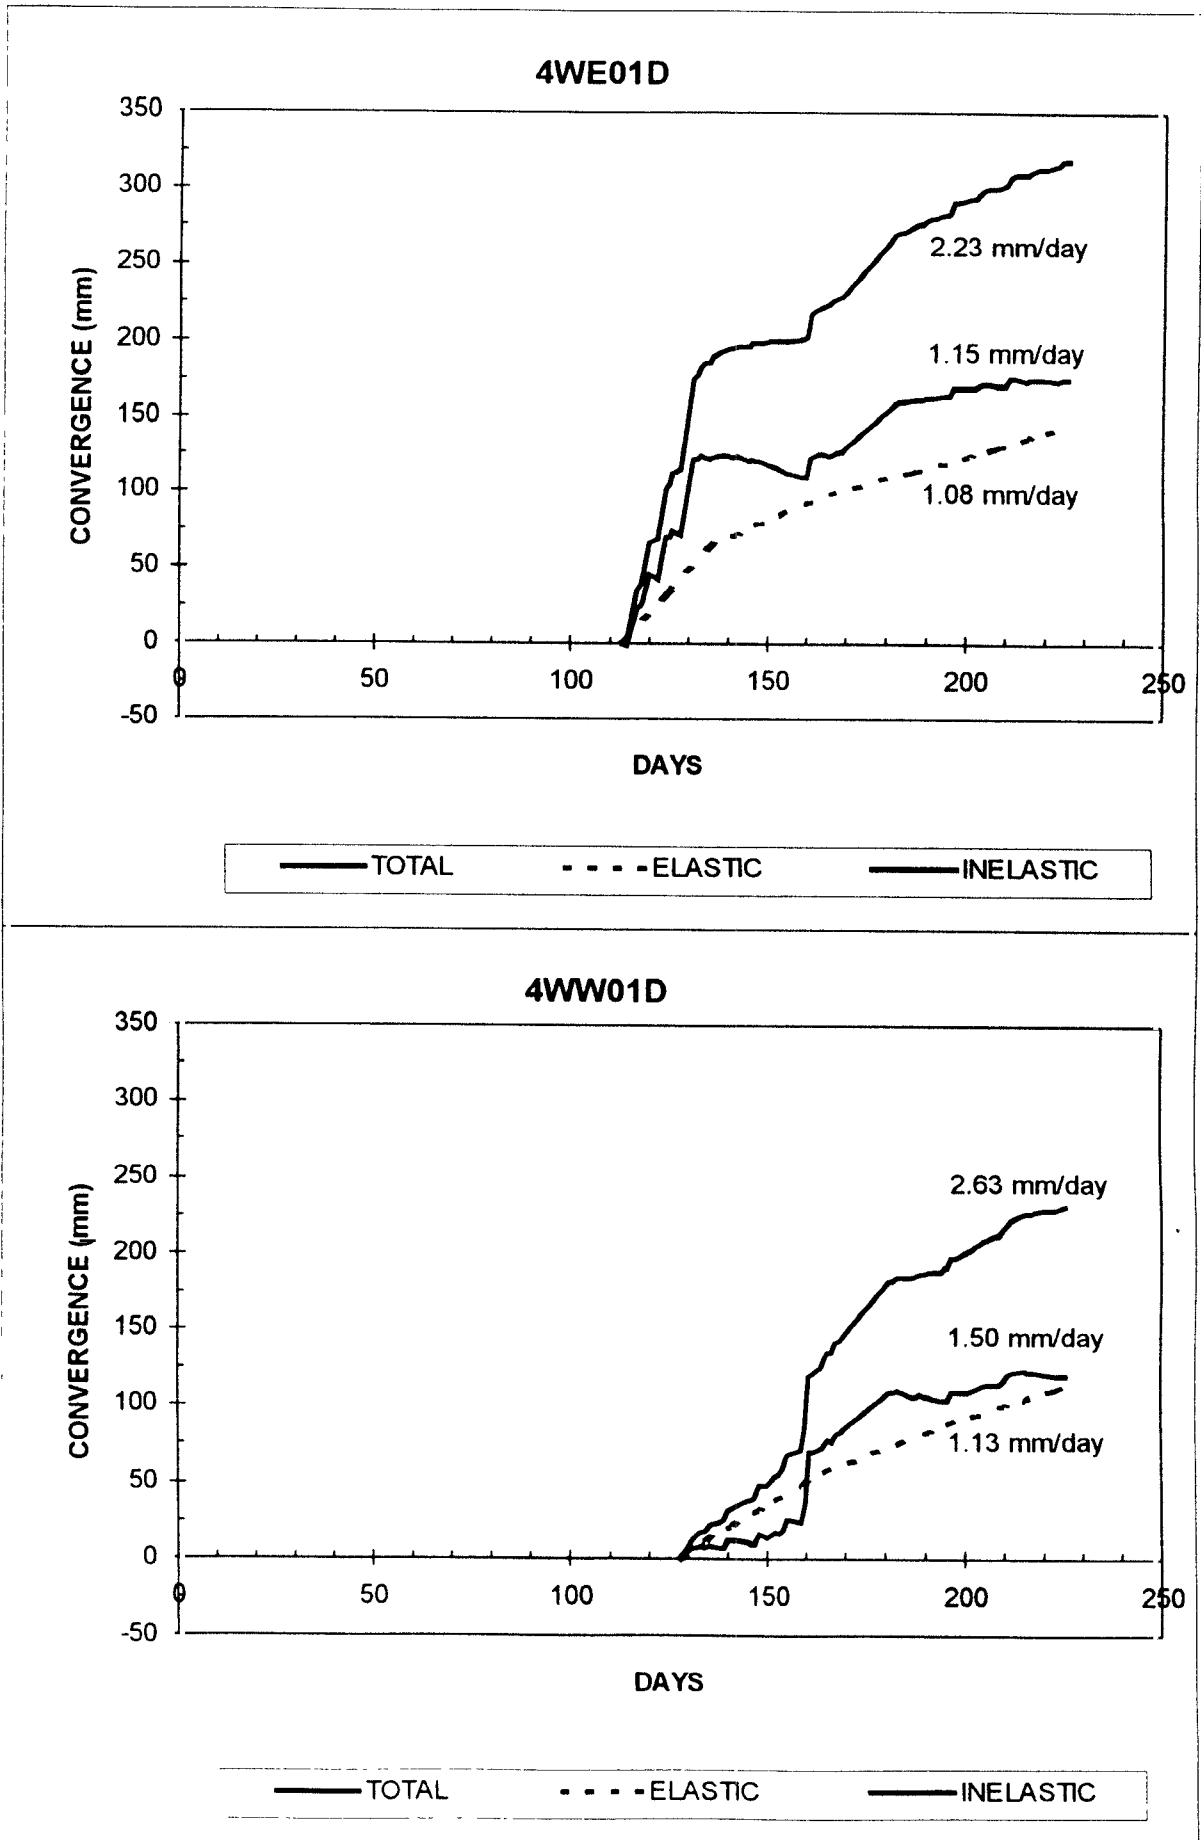 4WE01D
350
300
250
200
150
100
50
0
-50
CONVERGENCE (mm)
2.23 mm/day
1.15 mm/day
1.08 mm/day
0 50 100 150 200 250
DAYS
TOTAL ELASTIC INELASTIC
4WW01D
350
300
250
200
150
100
50
0
-50
CONVERGENCE (mm)
2.63 mm/day
1.50 mm/day
1.13 mm/day
0 50 100 150 200 250
DAYS
TOTAL ELASTIC INELASTIC